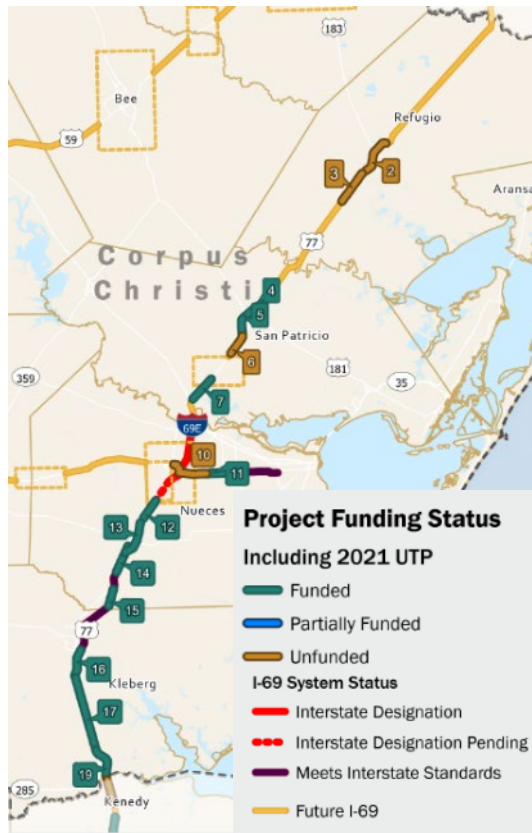 183
Bee
59
Refugio
3
2
Aransa
77
Corpus
Christi
4
5
San Patricio
6
359
181
35
7
69E
10
11
Nueces
13
12
14
15
77
16
Kleberg
17
19
285
Kenedy
Project Funding Status
Including 2021 UTP
Funded
Partially Funded
Unfunded
I-69 System Status
Interstate Designation
Interstate Designation Pending
Meets Interstate Standards
Future I-69